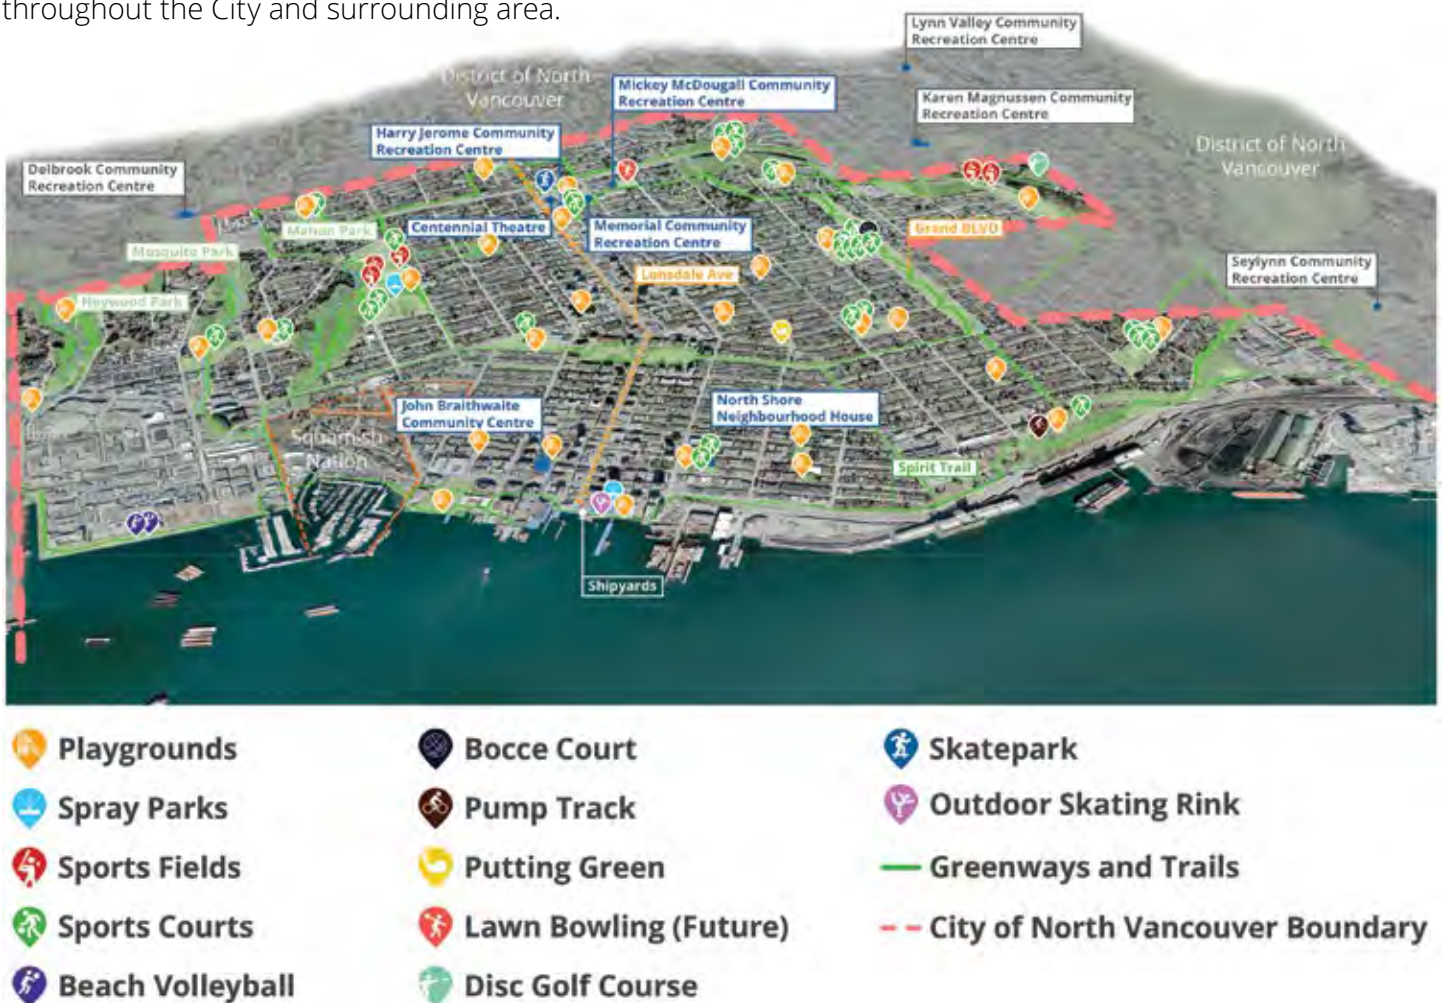 throughout the City and surrounding area.
Lynn Valley Community
Recreation Centre
District of North
Vancouver
Mickey McDougall Community
Recreation Centre
Karen Magnussen Community
Recreation Centre
Harry Jerome Community
Recreation Centre
District of North
Vancouver
Delbrook Community
Recreation Centre
Mahon Park
Centennial Theatre
Memorial Community
Recreation Centre
Grand BLVD
Mosquito Park
Lonsdale Ave
Seylynn Community
Recreation Centre
Heywood Park
John Braithwaite
Community Centre
North Shore
Neighbourhood House
Squamish
Nation
Spirit Trail
Shipyards
Playgrounds
Spray Parks
Sports Fields
Sports Courts
Beach Volleyball
Bocce Court
Pump Track
Putting Green
Lawn Bowling (Future)
Disc Golf Course
Skatepark
Outdoor Skating Rink
Greenways and Trails
City of North Vancouver Boundary